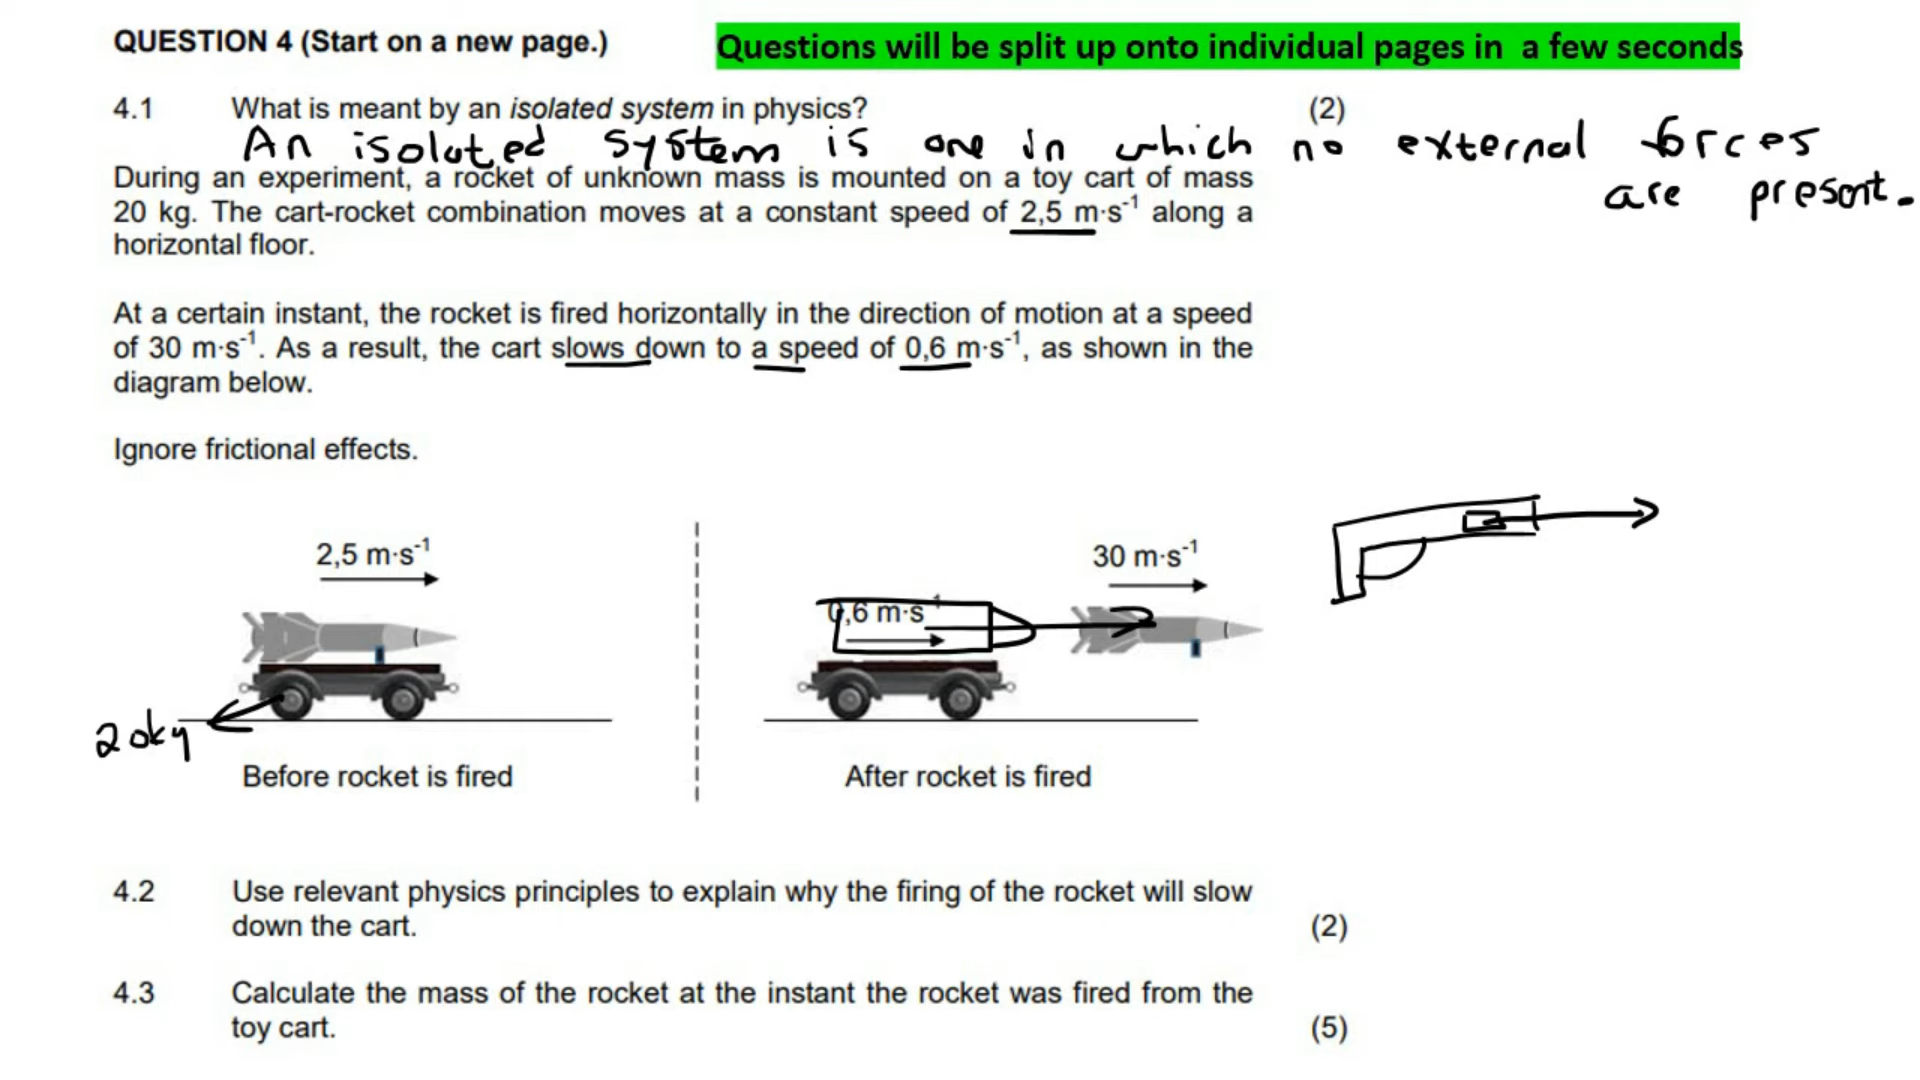 QUESTION 4 (Start on a new page.)
Questions will be split up onto individual pages in a few seconds
4.1 What is meant by an isolated system in physics? (2)
An isolated system is one in which no external forces
are present.
During an experiment, a rocket of unknown mass is mounted on a toy cart of mass
20 kg. The cart-rocket combination moves at a constant speed of 2,5 m·s⁻¹ along a
horizontal floor.
At a certain instant, the rocket is fired horizontally in the direction of motion at a speed
of 30 m·s⁻¹. As a result, the cart slows down to a speed of 0,6 m·s⁻¹, as shown in the
diagram below.
Ignore frictional effects.
2,5 m·s⁻¹
30 m·s⁻¹
0,6 m·s⁻¹
20kg
Before rocket is fired
After rocket is fired
4.2 Use relevant physics principles to explain why the firing of the rocket will slow
down the cart. (2)
4.3 Calculate the mass of the rocket at the instant the rocket was fired from the
toy cart. (5)